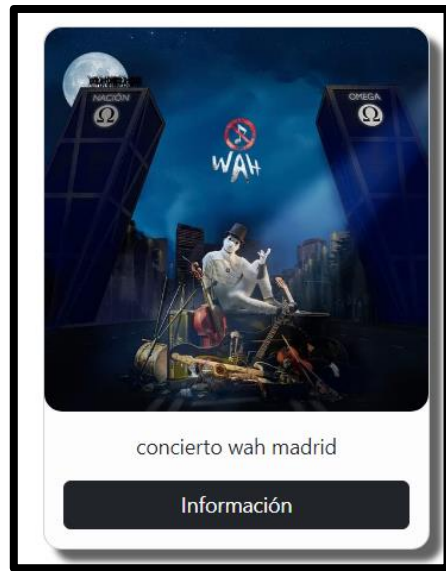 NACIÓN
Ω
OMEGA
Ω
WAH
concierto wah madrid
Información